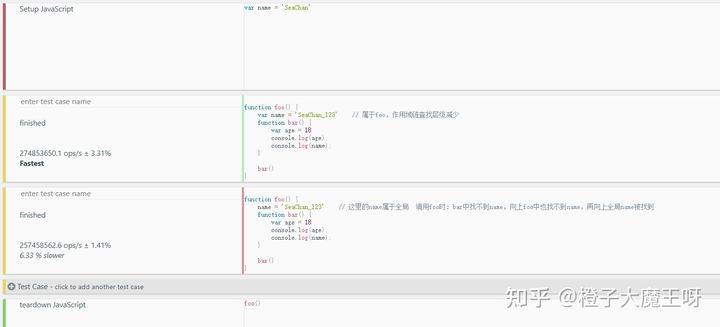 Setup JavaScript
var name = 'SeaChan'
enter test case name
finished
274853650.1 ops/s ± 3.31%
Fastest
function foo() {
var name = 'SeaChan_123' // 属于foo，作用域链查找层级减少
function bar() {
var age = 18
console.log(age);
console.log(name);
}
bar()
}
enter test case name
finished
257458562.6 ops/s ± 1.41%
6.33 % slower
function foo() {
name = 'SeaChan_123' // 这里的name属于全局 调用foo时: bar中找不到name，向上foo中也找不到name，再向上全局name被找到
function bar() {
var age = 18
console.log(age);
console.log(name);
}
bar()
}
Test Case - click to add another test case
teardown JavaScript
foo()
知乎 @橙子大魔王呀